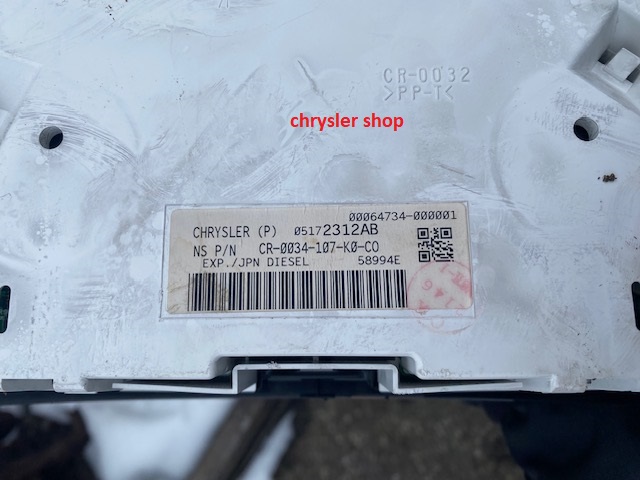 CR-0032
>PP-T<
chrysler shop
00064734-000001
CHRYSLER (P) 05172312AB
NS P/N CR-0034-107-K0-C0
EXP./JPN DIESEL 58994E